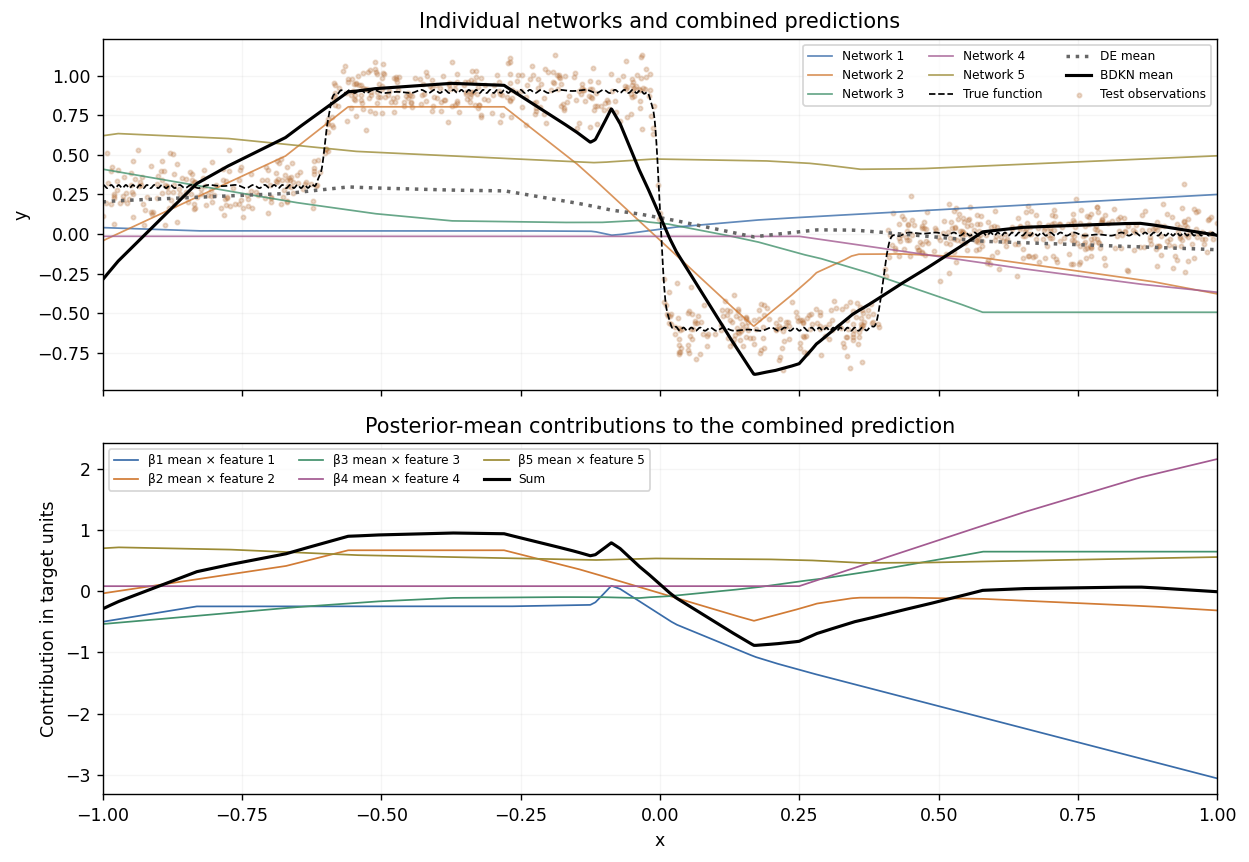 Individual networks and combined predictions
Network 1
Network 2
Network 3
Network 4
Network 5
True function
DE mean
BDKN mean
Test observations
1.00
0.75
0.50
0.25
0.00
−0.25
−0.50
−0.75
y
Posterior-mean contributions to the combined prediction
β1 mean × feature 1
β2 mean × feature 2
β3 mean × feature 3
β4 mean × feature 4
β5 mean × feature 5
Sum
2
1
0
−1
−2
−3
Contribution in target units
−1.00 −0.75 −0.50 −0.25 0.00 0.25 0.50 0.75 1.00
x